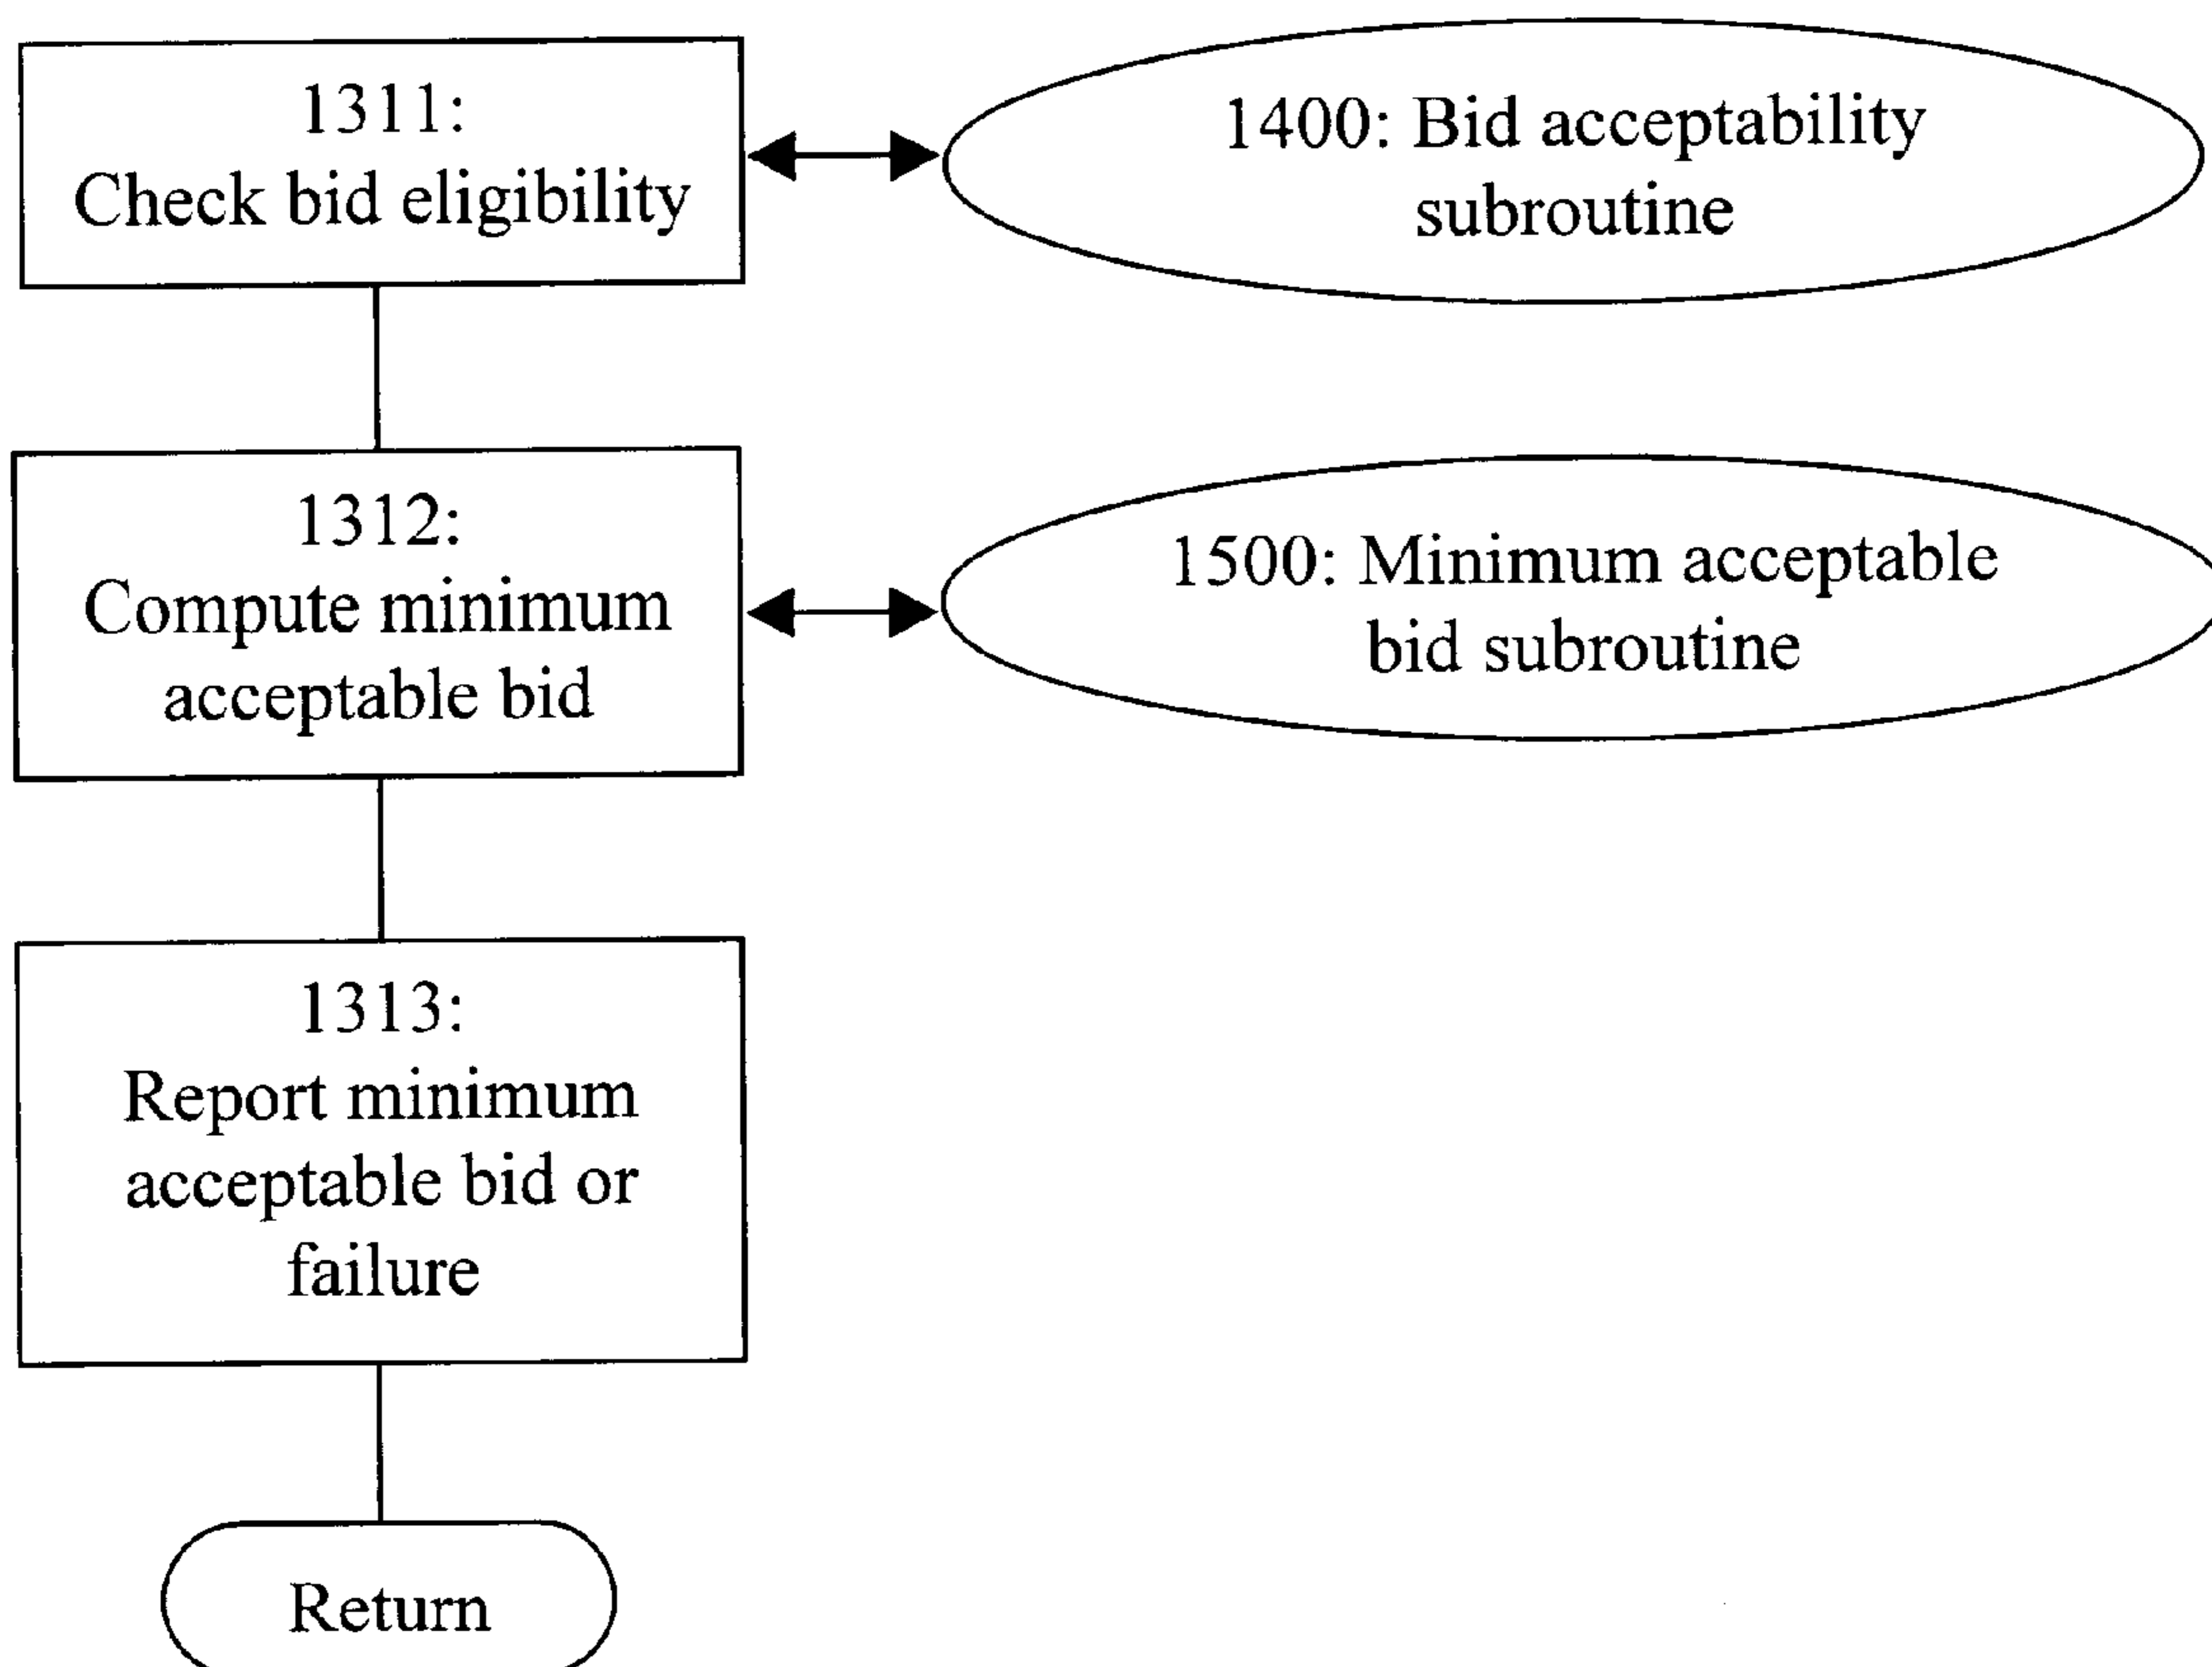 1311:
Check bid eligibility
1400: Bid acceptability
subroutine
1312:
Compute minimum
acceptable bid
1500: Minimum acceptable
bid subroutine
1313:
Report minimum
acceptable bid or
failure
Return